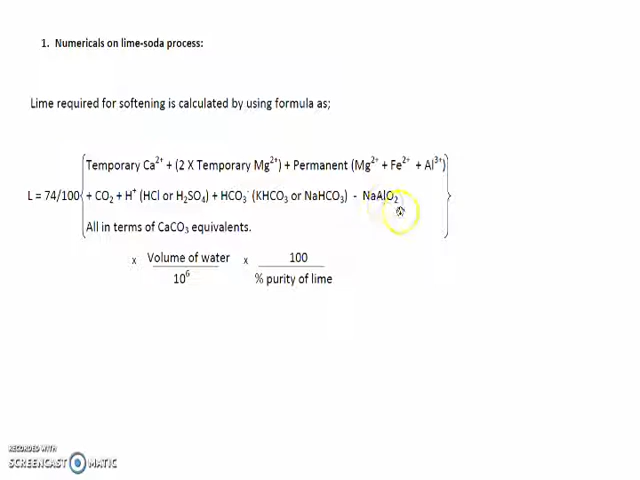 1. Numericals on lime-soda process:
Lime required for softening is calculated by using formula as;
Temporary Ca²⁺ + (2 X Temporary Mg²⁺) + Permanent (Mg²⁺ + Fe²⁺ + Al³⁺)
L = 74/100 + CO₂ + H⁺ (HCl or H₂SO₄) + HCO₃⁻ (KHCO₃ or NaHCO₃) - NaAlO₂
All in terms of CaCO₃ equivalents.
x Volume of water x 100
10⁶ % purity of lime
RECORDED WITH
SCREENCAST MATIC